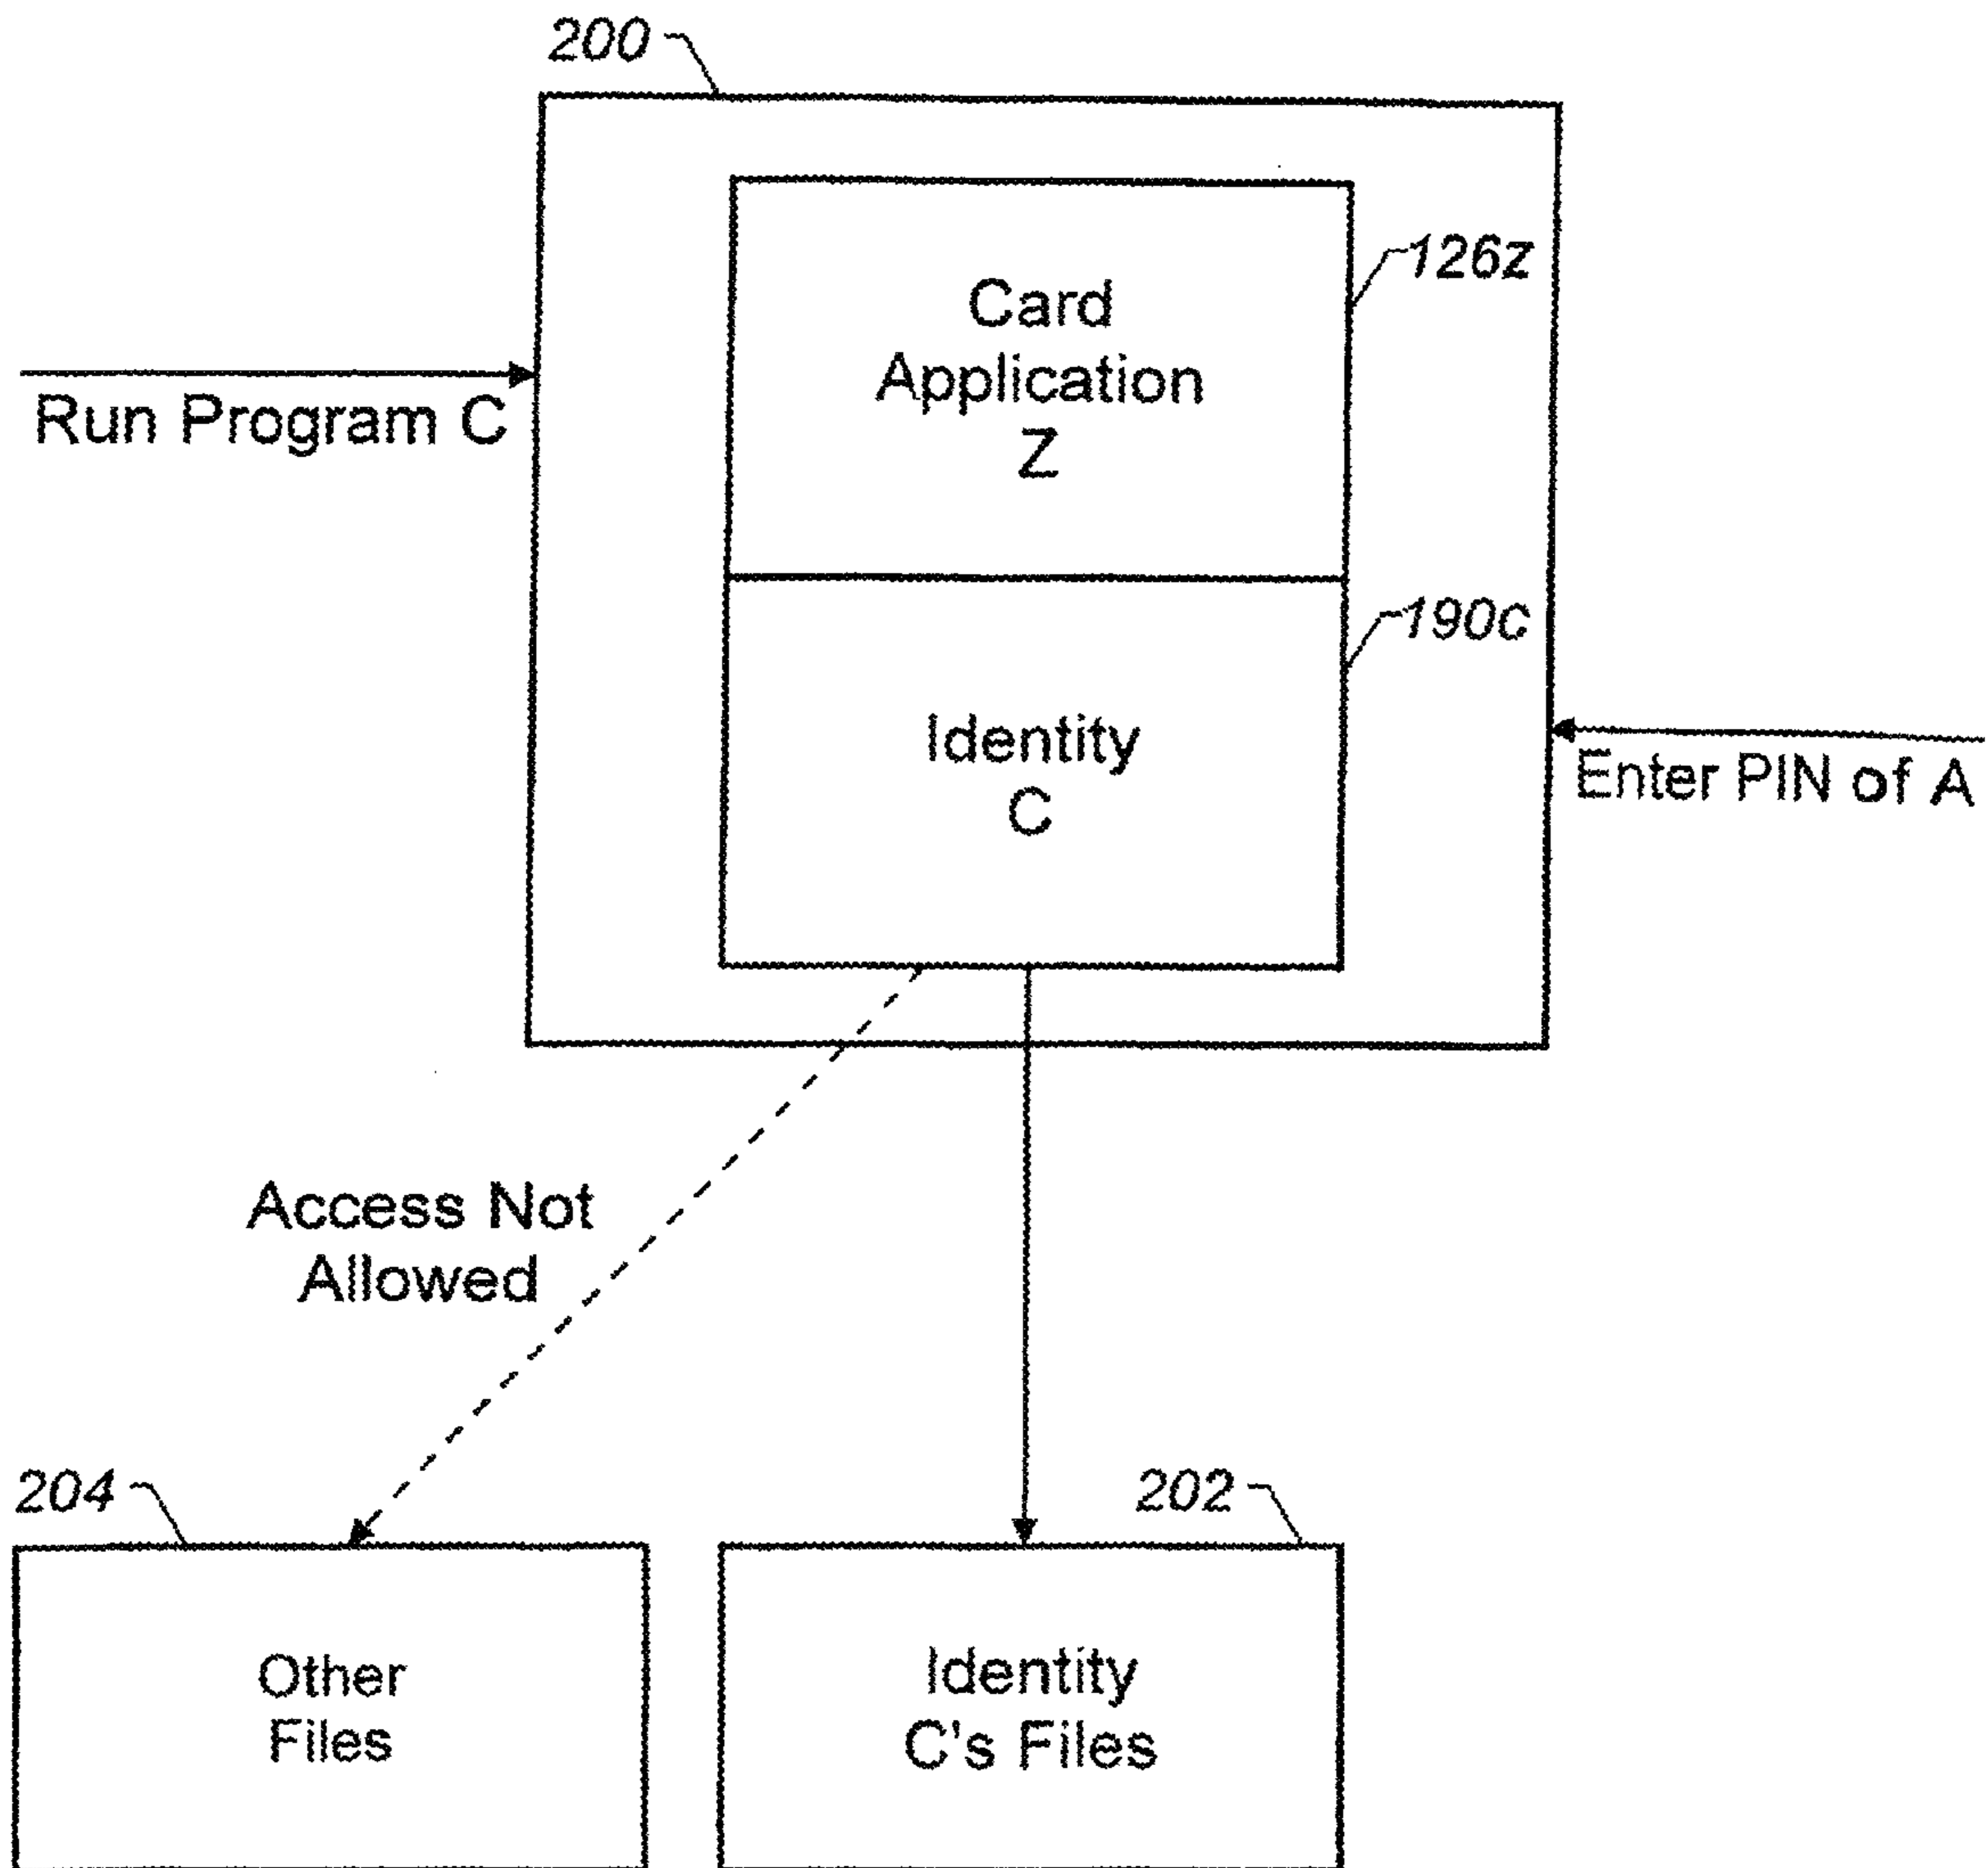 200
Card
Application
Z
126z
Run Program C
190c
Identity
C
Enter PIN of A
Access Not
Allowed
204
202
Other
Files
Identity
C's Files